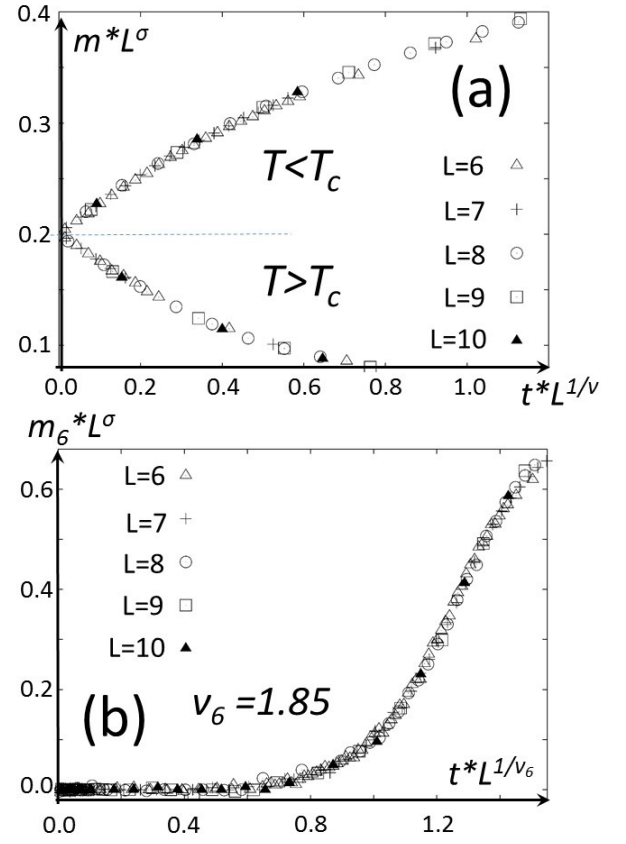 0.4
m*L^σ
(a)
0.3
T<T_c
L=6 △
L=7 +
0.2
L=8 ○
T>T_c
L=9 □
L=10 ▲
0.1
0.0 0.2 0.4 0.6 0.8 1.0 t*L^{1/ν}
m_6*L^σ
L=6 △
0.6
L=7 +
L=8 ○
0.4
L=9 □
L=10 ▲
0.2
(b) ν_6=1.85
0.0 t*L^{1/ν_6}
0.0 0.4 0.8 1.2